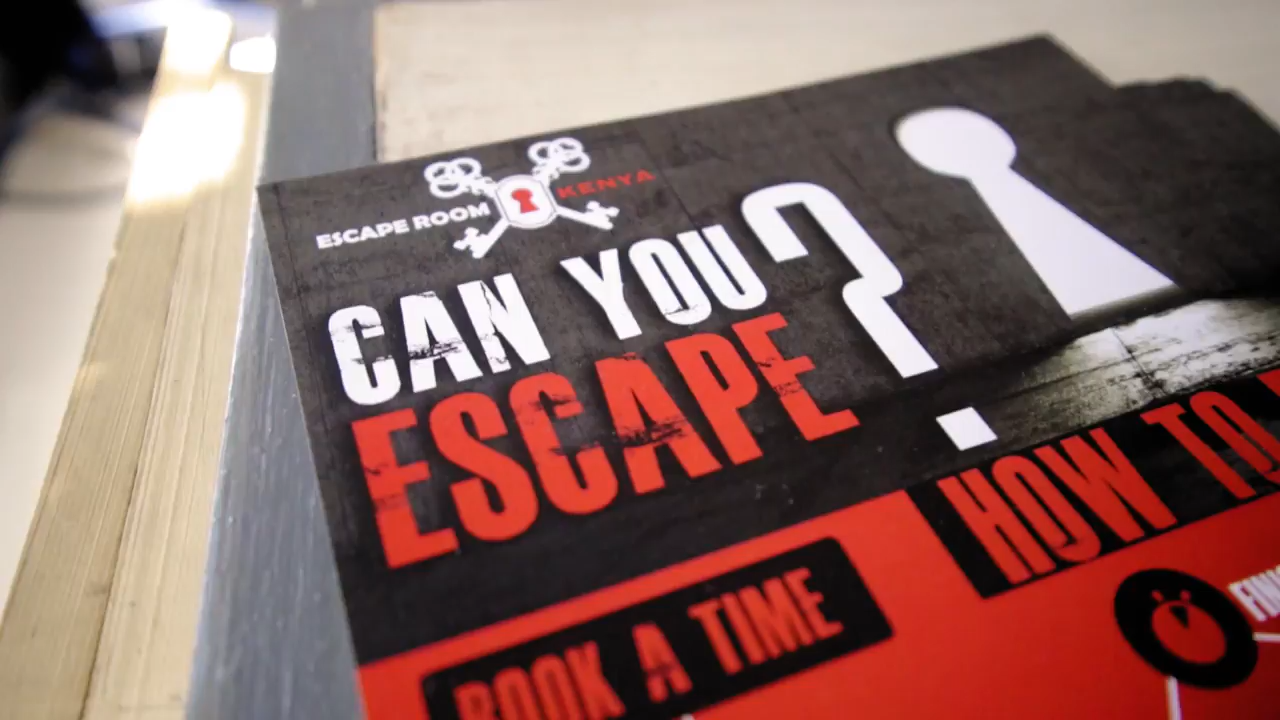 ESCAPE ROOM KENYA
CAN YOU
ESCAPE?
HOW TO
BOOK A TIME